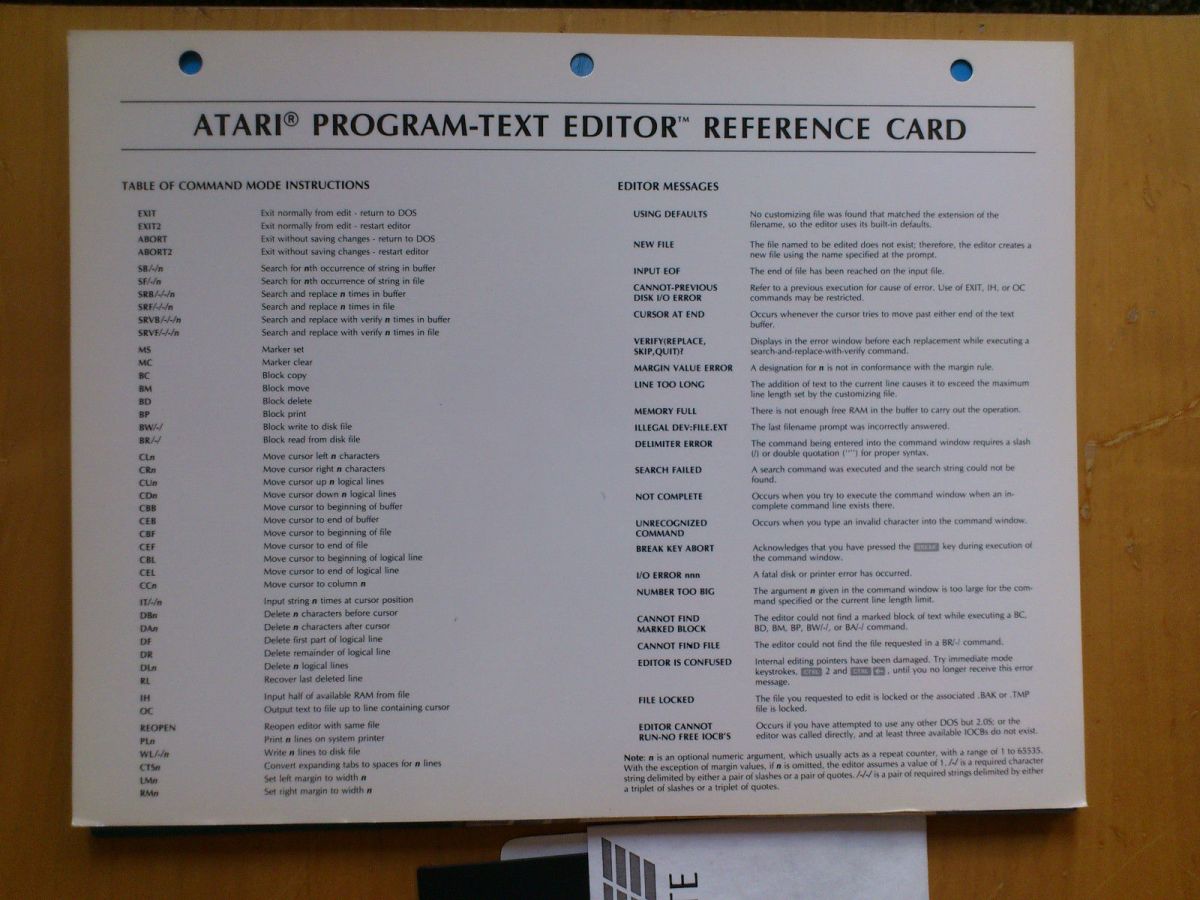 ATARI® PROGRAM-TEXT EDITOR™ REFERENCE CARD
TABLE OF COMMAND MODE INSTRUCTIONS
EXIT Exit normally from edit - return to DOS
EXIT2 Exit normally from edit - restart editor
ABORT Exit without saving changes - return to DOS
ABORT2 Exit without saving changes - restart editor
SB/-/n Search for nth occurrence of string in buffer
SF/-/n Search for nth occurrence of string in file
SRB/-/-/n Search and replace n times in buffer
SRF/-/-/n Search and replace n times in file
SRVB/-/-/n Search and replace with verify n times in buffer
SRVF/-/-/n Search and replace with verify n times in file
MS Marker set
MC Marker clear
BC Block copy
BM Block move
BD Block delete
BP Block print
BW/-/ Block write to disk file
BR/-/ Block read from disk file
CLn Move cursor left n characters
CRn Move cursor right n characters
CUn Move cursor up n logical lines
CDn Move cursor down n logical lines
CBB Move cursor to beginning of buffer
CEB Move cursor to end of buffer
CBF Move cursor to beginning of file
CEF Move cursor to end of file
CBL Move cursor to beginning of logical line
CEL Move cursor to end of logical line
CCn Move cursor to column n
IT/-/n Input string n times at cursor position
DBn Delete n characters before cursor
DAn Delete n characters after cursor
DF Delete first part of logical line
DR Delete remainder of logical line
DLn Delete n logical lines
RL Recover last deleted line
IH Input half of available RAM from file
OC Output text to file up to line containing cursor
REOPEN Reopen editor with same file
PLn Print n lines on system printer
WL/-/n Write n lines to disk file
CTSn Convert expanding tabs to spaces for n lines
LMn Set left margin to width n
RMn Set right margin to width n
EDITOR MESSAGES
USING DEFAULTS No customizing file was found that matched the extension of the
filename, so the editor uses its built-in defaults.
NEW FILE The file named to be edited does not exist; therefore, the editor creates a
new file using the name specified at the prompt.
INPUT EOF The end of file has been reached on the input file.
CANNOT-PREVIOUS Refer to a previous execution for cause of error. Use of EXIT, IH, or OC
DISK I/O ERROR commands may be restricted.
CURSOR AT END Occurs whenever the cursor tries to move past either end of the text
buffer.
VERIFY(REPLACE, Displays in the error window before each replacement while executing a
SKIP,QUIT)? search-and-replace-with-verify command.
MARGIN VALUE ERROR A designation for n is not in conformance with the margin rule.
LINE TOO LONG The addition of text to the current line causes it to exceed the maximum
line length set by the customizing file.
MEMORY FULL There is not enough free RAM in the buffer to carry out the operation.
ILLEGAL DEV:FILE.EXT The last filename prompt was incorrectly answered.
DELIMITER ERROR The command being entered into the command window requires a slash
(/) or double quotation ("") for proper syntax.
SEARCH FAILED A search command was executed and the search string could not be
found.
NOT COMPLETE Occurs when you try to execute the command window when an in-
complete command line exists there.
UNRECOGNIZED Occurs when you type an invalid character into the command window.
COMMAND
BREAK KEY ABORT Acknowledges that you have pressed the BREAK key during execution of
the command window.
I/O ERROR nnn A fatal disk or printer error has occurred.
NUMBER TOO BIG The argument n given in the command window is too large for the com-
mand specified or the current line length limit.
CANNOT FIND The editor could not find a marked block of text while executing a BC,
MARKED BLOCK BD, BM, BP, BW/-/, or BA/-/ command.
CANNOT FIND FILE The editor could not find the file requested in a BR/-/ command.
EDITOR IS CONFUSED Internal editing pointers have been damaged. Try immediate mode
keystrokes, CTRL 2 and CTRL ←, until you no longer receive this error
message.
FILE LOCKED The file you requested to edit is locked or the associated .BAK or .TMP
file is locked.
EDITOR CANNOT Occurs if you have attempted to use any other DOS but 2.0S; or the
RUN-NO FREE IOCB'S editor was called directly, and at least three available IOCBs do not exist.
Note: n is an optional numeric argument, which usually acts as a repeat counter, with a range of 1 to 65535.
With the exception of margin values, if n is omitted, the editor assumes a value of 1. /-/ is a required character
string delimited by either a pair of slashes or a pair of quotes. /-/-/ is a pair of required strings delimited by either
a triplet of slashes or a triplet of quotes.